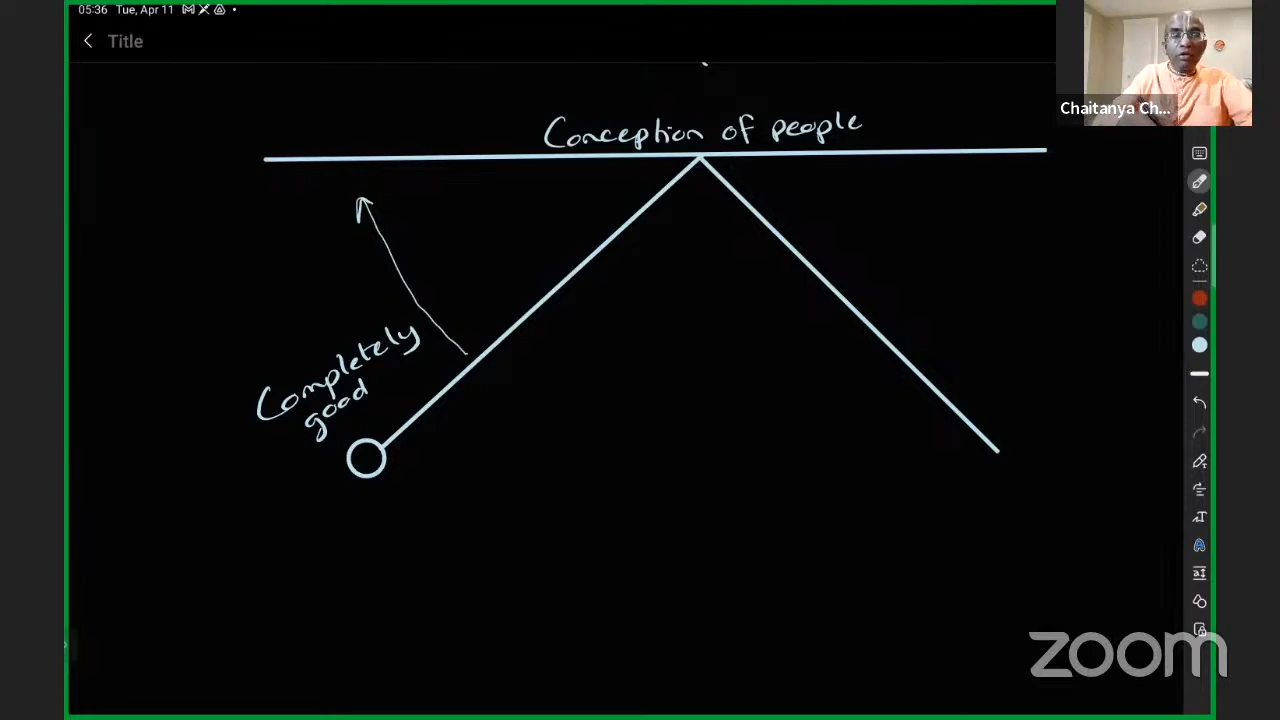 05:36 Tue, Apr 11
Title
Chaitanya Ch...
Conception of people
Completely
good
zoom